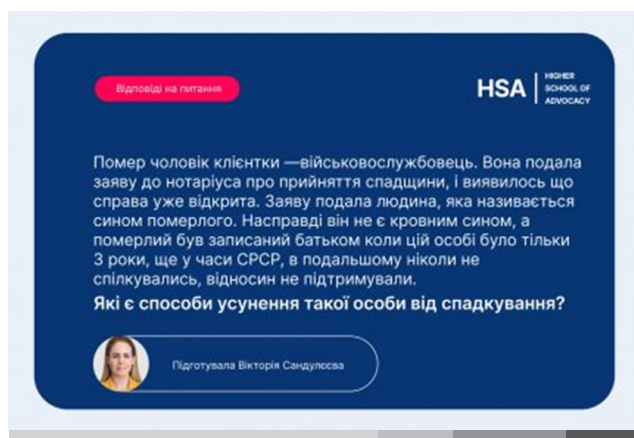 Відповіді на питання
HSA
HIGHER
SCHOOL OF
ADVOCACY
Помер чоловік клієнтки —військовослужбовець. Вона подала
заяву до нотаріуса про прийняття спадщини, і виявилось що
справа уже відкрита. Заяву подала людина, яка називається
сином померлого. Насправді він не є кровним сином, а
померлий був записаний батьком коли цій особі було тільки
3 роки, ще у часи СРСР, в подальшому ніколи не
спілкувались, відносин не підтримували.
Які є способи усунення такої особи від спадкування?
Підготувала Вікторія Сандулєєва